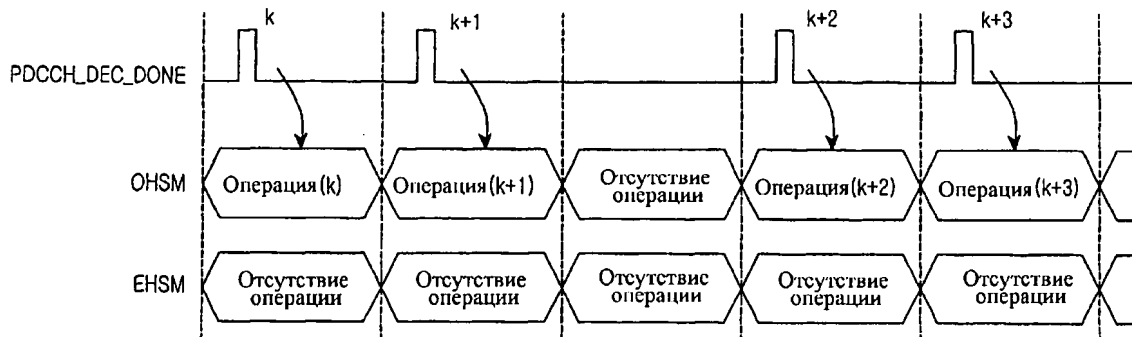 k
k+1
k+2
k+3
PDCCH_DEC_DONE
OHSM
Операция(k)
Операция(k+1)
Отсутствие
операции
Операция(k+2)
Операция(k+3)
EHSM
Отсутствие
операции
Отсутствие
операции
Отсутствие
операции
Отсутствие
операции
Отсутствие
операции